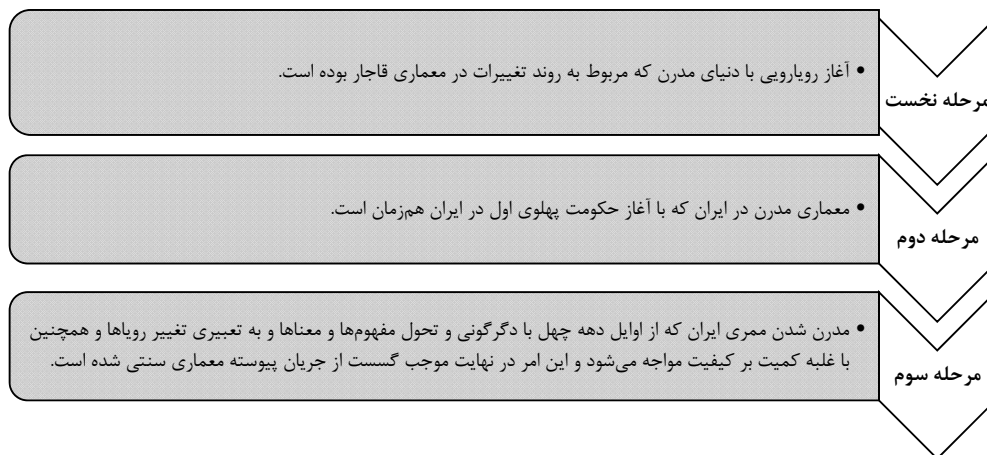 مرحله نخست
• آغاز رویارویی با دنیای مدرن که مربوط به روند تغییرات در معماری قاجار بوده است.
مرحله دوم
• معماری مدرن در ایران که با آغاز حکومت پهلوی اول در ایران هم‌زمان است.
مرحله سوم
• مدرن شدن ممری ایران که از اوایل دهه چهل با دگرگونی و تحول مفهوم‌ها و معناها و به تعبیری تغییر رویاها و همچنین
با غلبه کمیت بر کیفیت مواجه می‌شود و این امر در نهایت موجب گسست از جریان پیوسته معماری سنتی شده است.